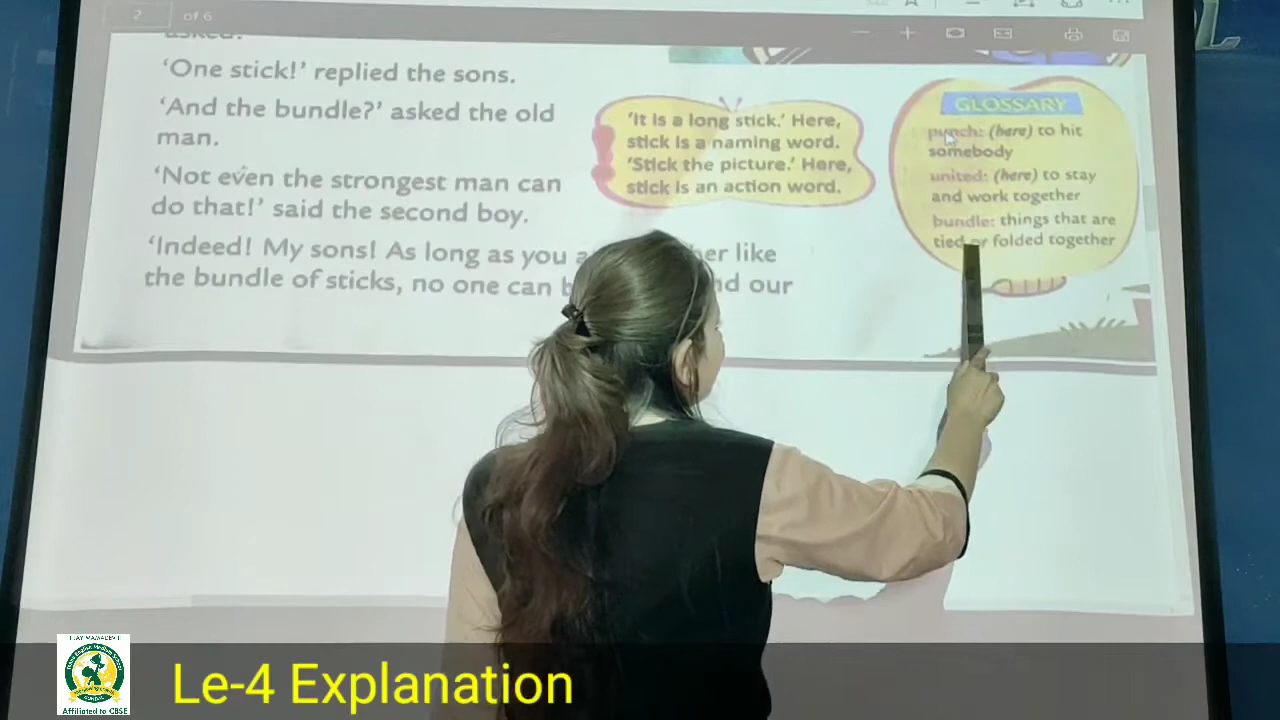 2 of 6
asked.
‘One stick!’ replied the sons.
‘And the bundle?’ asked the old
man.
‘Not even the strongest man can
do that!’ said the second boy.
‘Indeed! My sons! As long as you
the bundle of sticks, no one can
like
our
‘It is a long stick.’ Here,
stick is a naming word.
‘Stick the picture.’ Here,
stick is an action word.
GLOSSARY
punch: (here) to hit
somebody
united: (here) to stay
and work together
bundle: things that are
tied or folded together
Le-4 Explanation
Affiliated to CBSE